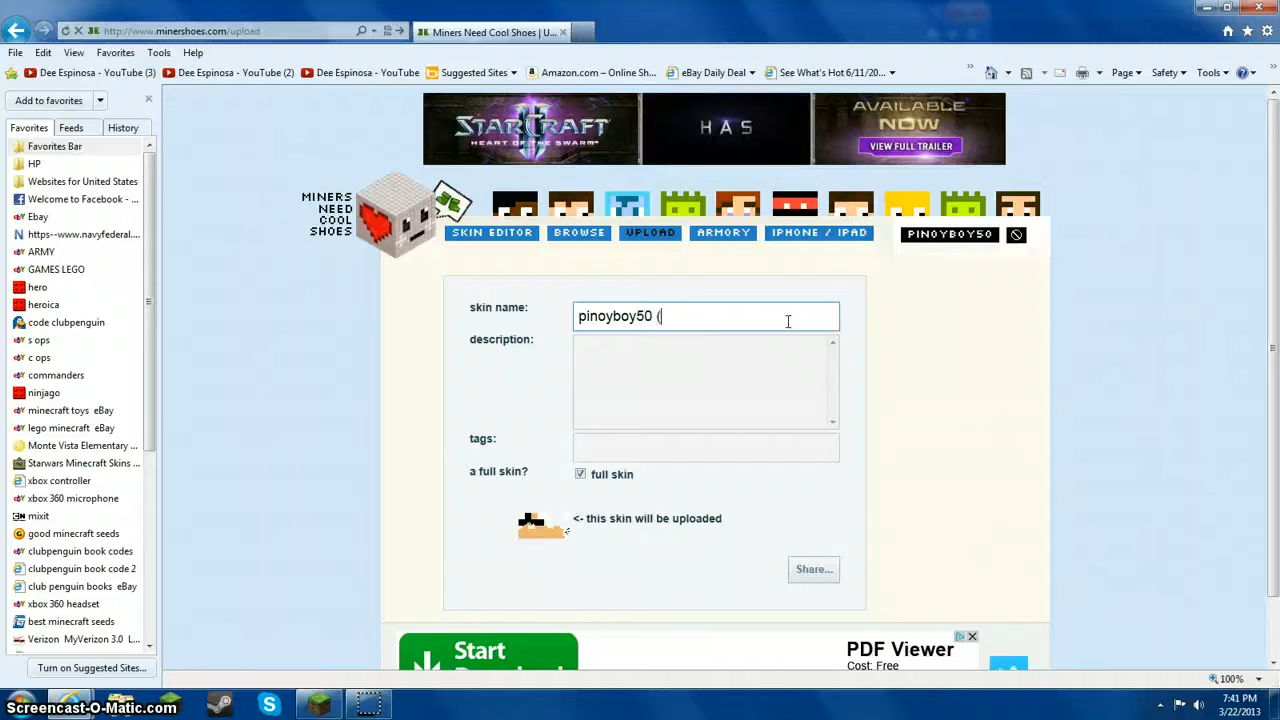 http://www.minershoes.com/upload
Miners Need Cool Shoes | U...
File Edit View Favorites Tools Help
Dee Espinosa - YouTube (3)
Dee Espinosa - YouTube (2)
Dee Espinosa - YouTube
Suggested Sites
Amazon.com – Online Sh...
eBay Daily Deal
See What's Hot 6/11/20...
Page Safety Tools
Add to favorites
Favorites Feeds History
Favorites Bar
HP
Websites for United States
Welcome to Facebook - ...
Ebay
https--www.navyfederal....
ARMY
GAMES LEGO
hero
heroica
code clubpenguin
s ops
c ops
commanders
ninjago
minecraft toys eBay
lego minecraft eBay
Monte Vista Elementary ...
Starwars Minecraft Skins ...
xbox controller
xbox 360 microphone
mixit
good minecraft seeds
clubpenguin book codes
clubpenguin book code 2
club penguin books eBay
xbox 360 headset
best minecraft seeds
Verizon MyVerizon 3.0 L...
Turn on Suggested Sites...
STARCRAFT
II
HEART OF THE SWARM
HAS
AVAILABLE
NOW
VIEW FULL TRAILER
MINERS
NEED
COOL
SHOES
SKIN EDITOR
BROWSE
UPLOAD
ARMORY
IPHONE / IPAD
PINOYBOY50
skin name:
pinoyboy50 (
description:
tags:
a full skin?
full skin
<- this skin will be uploaded
Share...
Start
PDF Viewer
Cost: Free
100%
Screencast-O-Matic.com
7:41 PM
3/22/2013